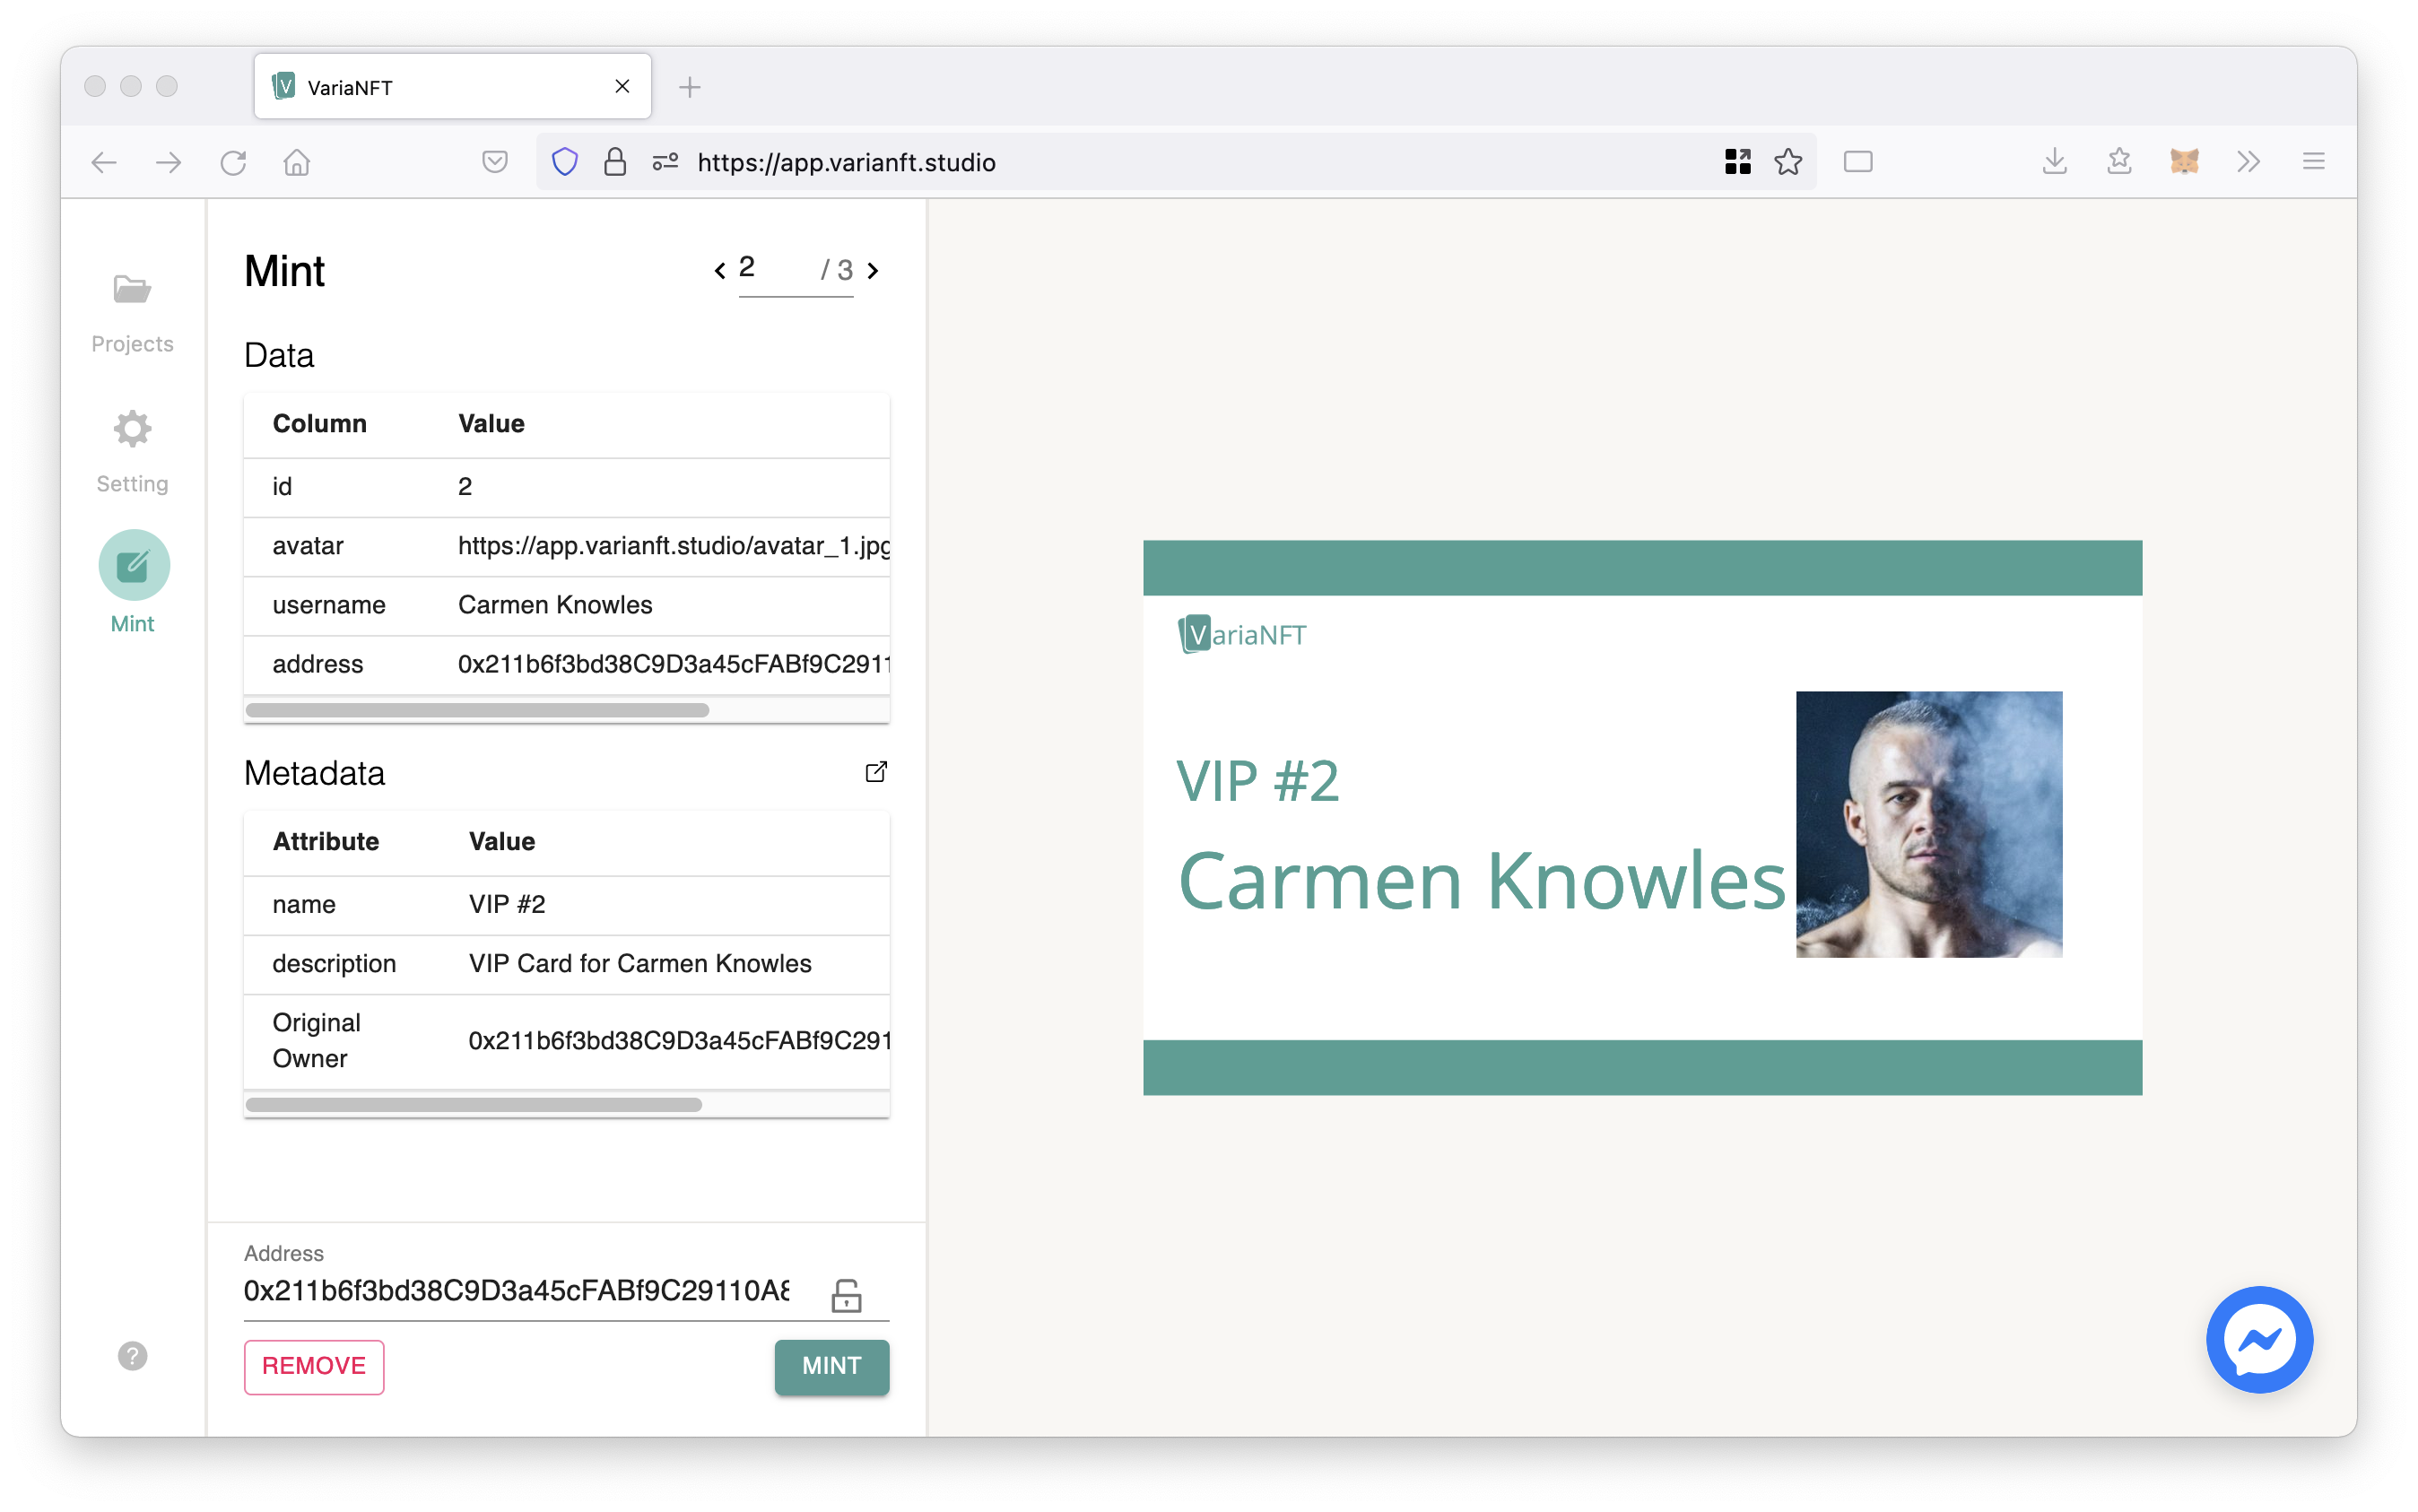 VariaNFT
https://app.varianft.studio
Projects
Setting
Mint
Mint
2 / 3
Data
Column Value
id 2
avatar https://app.varianft.studio/avatar_1.jpg
username Carmen Knowles
address 0x211b6f3bd38C9D3a45cFABf9C2911
Metadata
Attribute Value
name VIP #2
description VIP Card for Carmen Knowles
Original
Owner 0x211b6f3bd38C9D3a45cFABf9C291
Address
0x211b6f3bd38C9D3a45cFABf9C29110A8
REMOVE MINT
?
VariaNFT
VIP #2
Carmen Knowles